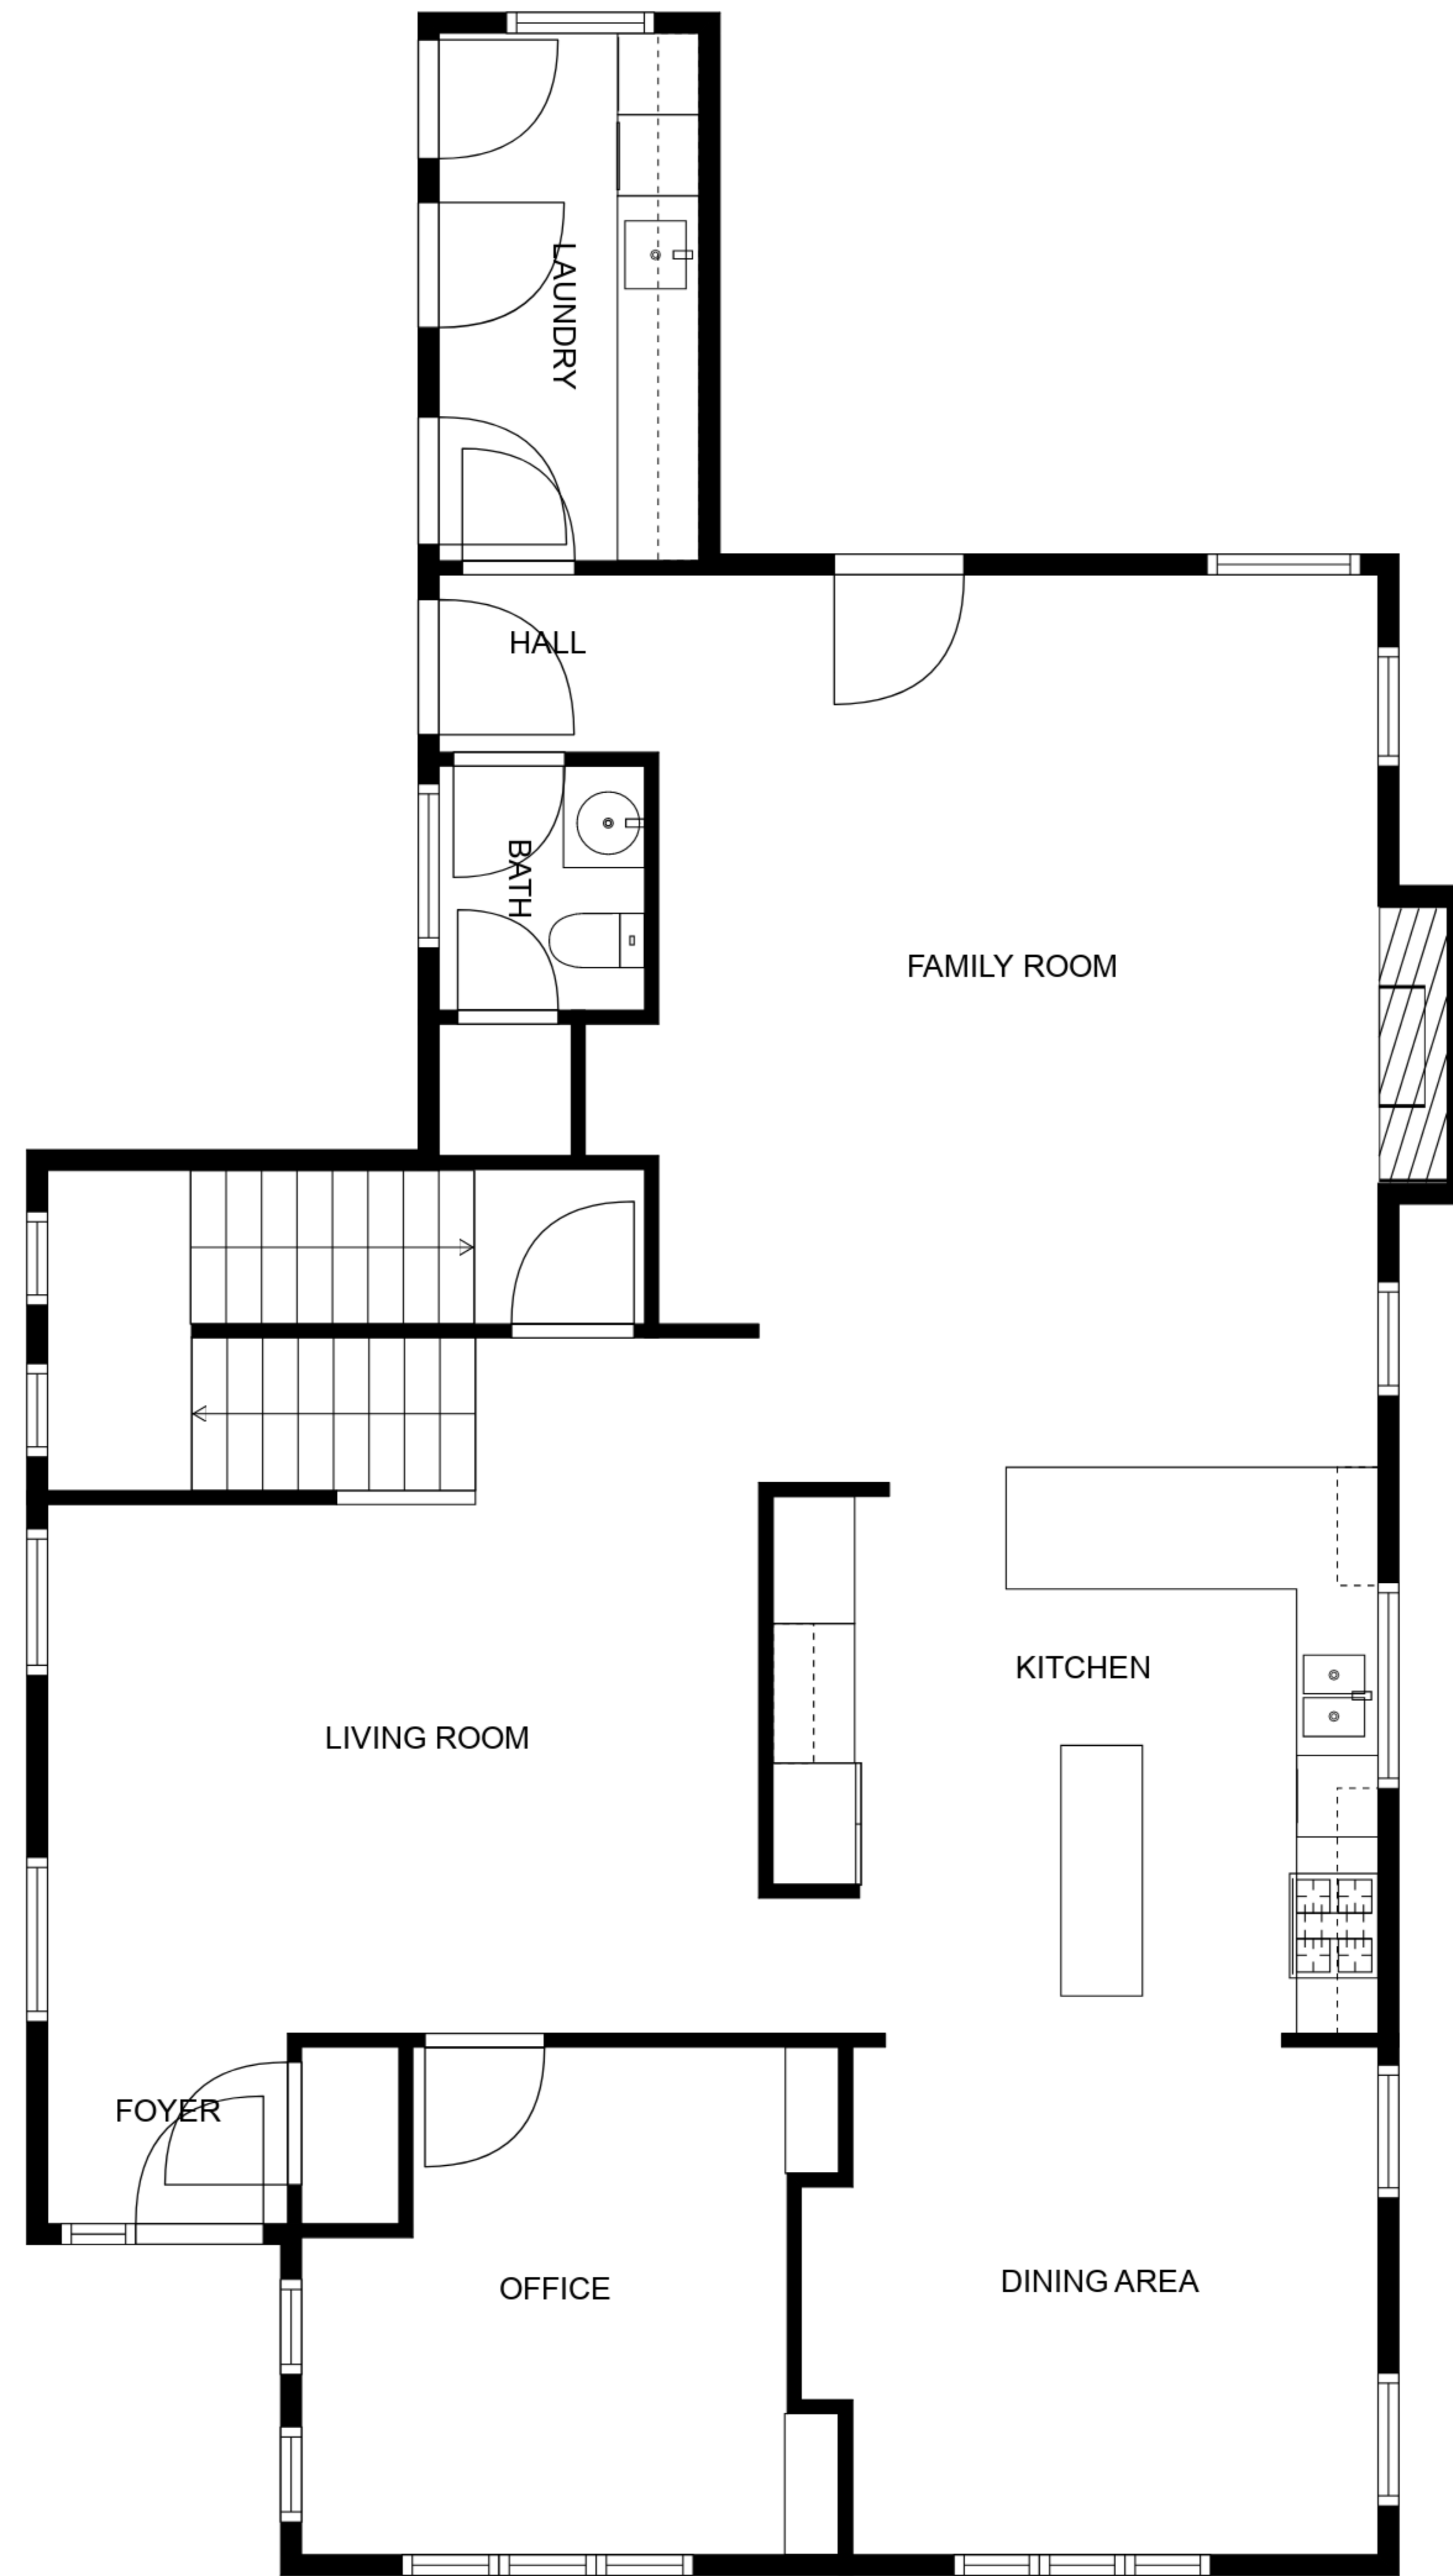 LAUNDRY
HALL
BATH
FAMILY ROOM
KITCHEN
LIVING ROOM
FOYER
OFFICE
DINING AREA